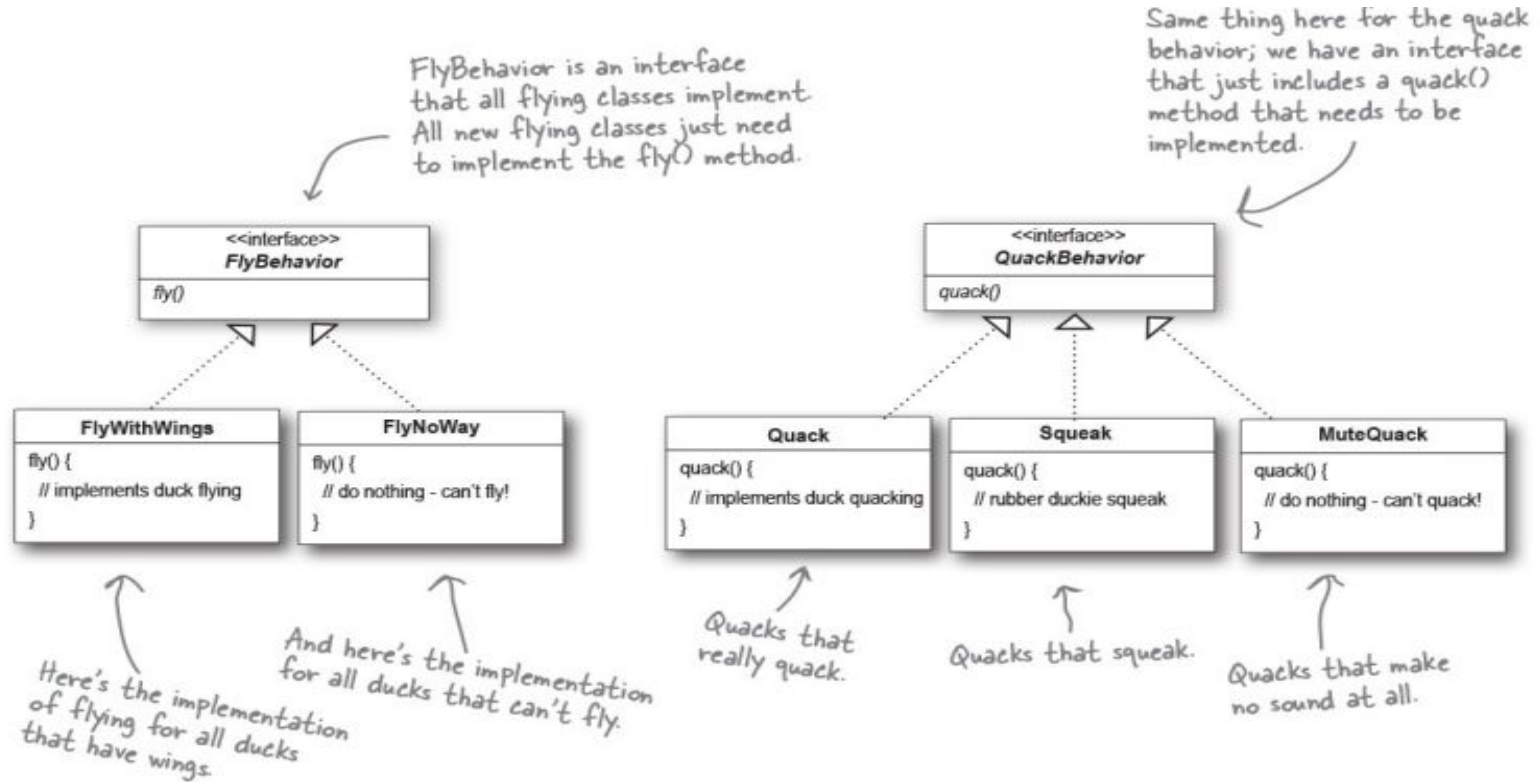 FlyBehavior is an interface
that all flying classes implement.
All new flying classes just need
to implement the fly() method.
Same thing here for the quack
behavior; we have an interface
that just includes a quack()
method that needs to be
implemented.
<<interface>>
FlyBehavior
fly()
<<interface>>
QuackBehavior
quack()
FlyWithWings
fly() {
// implements duck flying
}
FlyNoWay
fly() {
// do nothing - can't fly!
}
Quack
quack() {
// implements duck quacking
}
Squeak
quack() {
// rubber duckie squeak
}
MuteQuack
quack() {
// do nothing - can't quack!
}
Here's the implementation
of flying for all ducks
that have wings.
And here's the implementation
for all ducks that can't fly.
Quacks that
really quack.
Quacks that squeak.
Quacks that make
no sound at all.